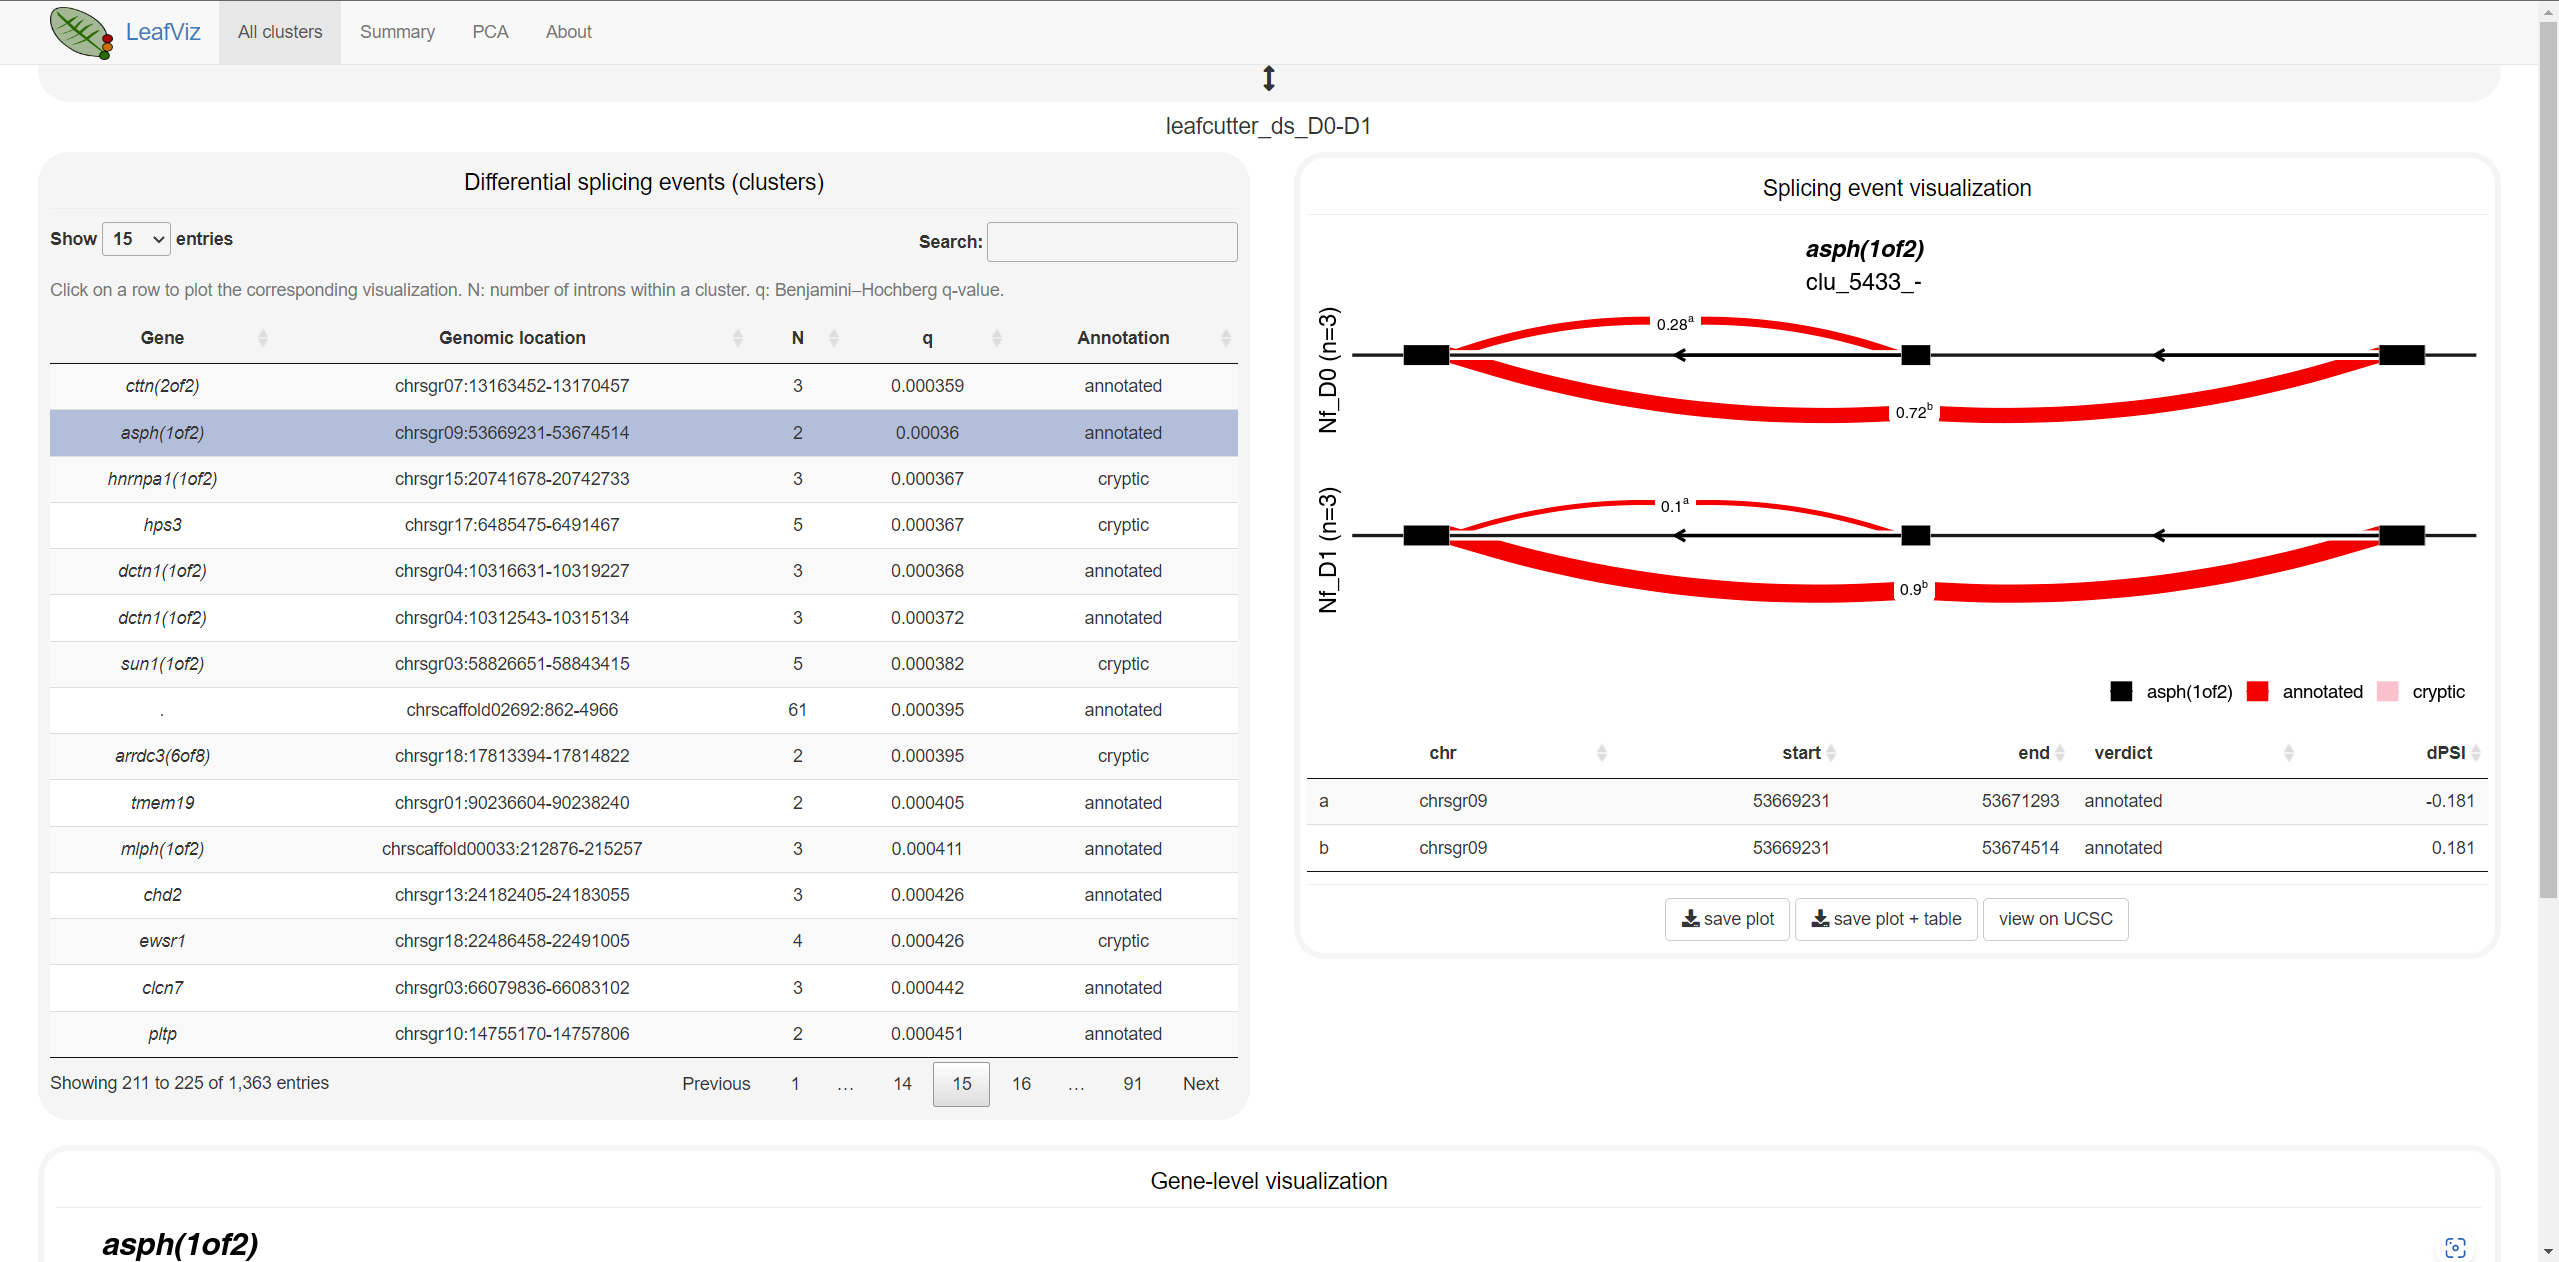 LeafViz All clusters Summary PCA About
leafcutter_ds_D0-D1
Differential splicing events (clusters)
Show 15 entries Search:
Click on a row to plot the corresponding visualization. N: number of introns within a cluster. q: Benjamini–Hochberg q-value.
Gene Genomic location N q Annotation
cttn(2of2) chrsgr07:13163452-13170457 3 0.000359 annotated
asph(1of2) chrsgr09:53669231-53674514 2 0.00036 annotated
hnrnpa1(1of2) chrsgr15:20741678-20742733 3 0.000367 cryptic
hps3 chrsgr17:6485475-6491467 5 0.000367 cryptic
dctn1(1of2) chrsgr04:10316631-10319227 3 0.000368 annotated
dctn1(1of2) chrsgr04:10312543-10315134 3 0.000372 annotated
sun1(1of2) chrsgr03:58826651-58843415 5 0.000382 cryptic
. chrscaffold02692:862-4966 61 0.000395 annotated
arrdc3(6of8) chrsgr18:17813394-17814822 2 0.000395 cryptic
tmem19 chrsgr01:90236604-90238240 2 0.000405 annotated
mlph(1of2) chrscaffold00033:212876-215257 3 0.000411 annotated
chd2 chrsgr13:24182405-24183055 3 0.000426 annotated
ewsr1 chrsgr18:22486458-22491005 4 0.000426 cryptic
clcn7 chrsgr03:66079836-66083102 3 0.000442 annotated
pltp chrsgr10:14755170-14757806 2 0.000451 annotated
Showing 211 to 225 of 1,363 entries Previous 1 … 14 15 16 … 91 Next
Splicing event visualization
asph(1of2)
clu_5433_-
Nf_D0 (n=3)
0.28a
0.72b
Nf_D1 (n=3)
0.1a
0.9b
asph(1of2) annotated cryptic
chr start end verdict dPSI
a chrsgr09 53669231 53671293 annotated -0.181
b chrsgr09 53669231 53674514 annotated 0.181
save plot save plot + table view on UCSC
Gene-level visualization
asph(1of2)